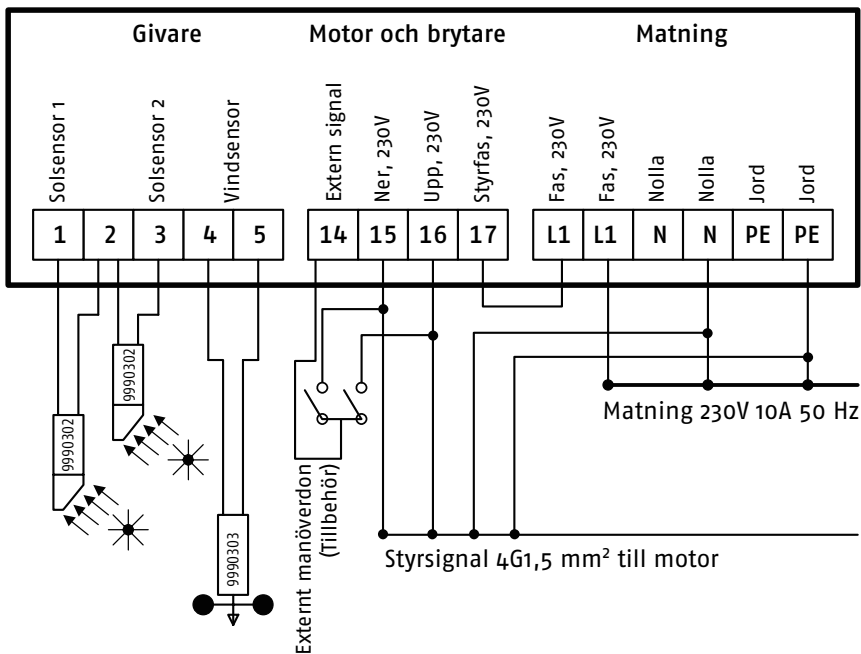 Givare
Motor och brytare
Matning
Solsensor 1
Solsensor 2
Vindsensor
Extern signal
Ner, 230V
Upp, 230V
Styrfas, 230V
Fas, 230V
Fas, 230V
Nolla
Nolla
Jord
Jord
1 2 3 4 5
14 15 16 17
L1 L1 N N PE PE
9990302
9990302
9990303
Externt manöverdon
(Tillbehör)
Matning 230V 10A 50 Hz
Styrsignal 4G1,5 mm² till motor